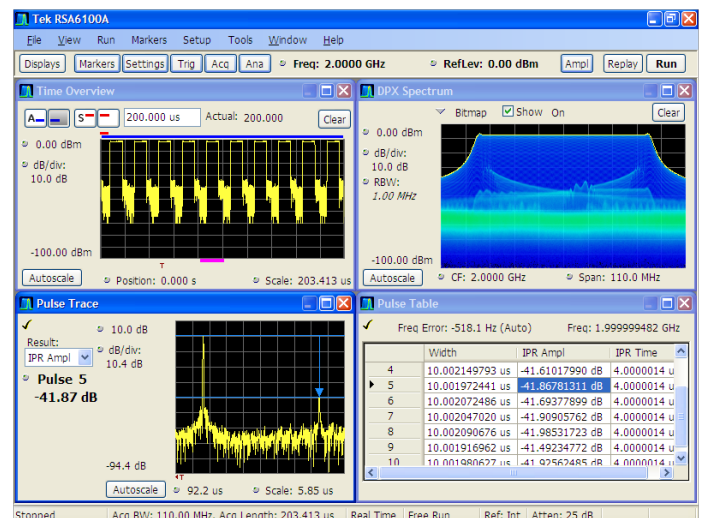 Tek RSA6100A
File View Run Markers Setup Tools Window Help
Displays Markers Settings Trig Acq Ana Freq: 2.0000 GHz RefLev: 0.00 dBm Ampl Replay Run
Time Overview
A S 200.000 us Actual: 200.000 Clear
0.00 dBm
dB/div:
10.0 dB
-100.00 dBm
T
Autoscale Position: 0.000 s Scale: 203.413 us
DPX Spectrum
Bitmap Show On Clear
0.00 dBm
dB/div:
10.0 dB
RBW:
1.00 MHz
-100.00 dBm
Autoscale CF: 2.0000 GHz Span: 110.0 MHz
Pulse Trace
Result: 10.0 dB
IPR Ampl dB/div:
10.4 dB
Pulse 5
-41.87 dB
-94.4 dB
T
Autoscale 92.2 us Scale: 5.85 us
Pulse Table
Freq Error: -518.1 Hz (Auto) Freq: 1.999999482 GHz
Width IPR Ampl IPR Time
4 10.002149793 us -41.61017990 dB 4.0000014 u
5 10.001972441 us -41.86781311 dB 4.0000014 u
6 10.002072486 us -41.69377899 dB 4.0000014 u
7 10.002047020 us -41.90905762 dB 4.0000014 u
8 10.002090676 us -41.98531723 dB 4.0000014 u
9 10.001916962 us -41.49234772 dB 4.0000014 u
10 10.001980627 us -41.92562485 dB 4.0000014 u
Stopped Acq BW: 110.00 MHz, Acq Length: 203.413 us Real Time Free Run Ref: Int Atten: 25 dB